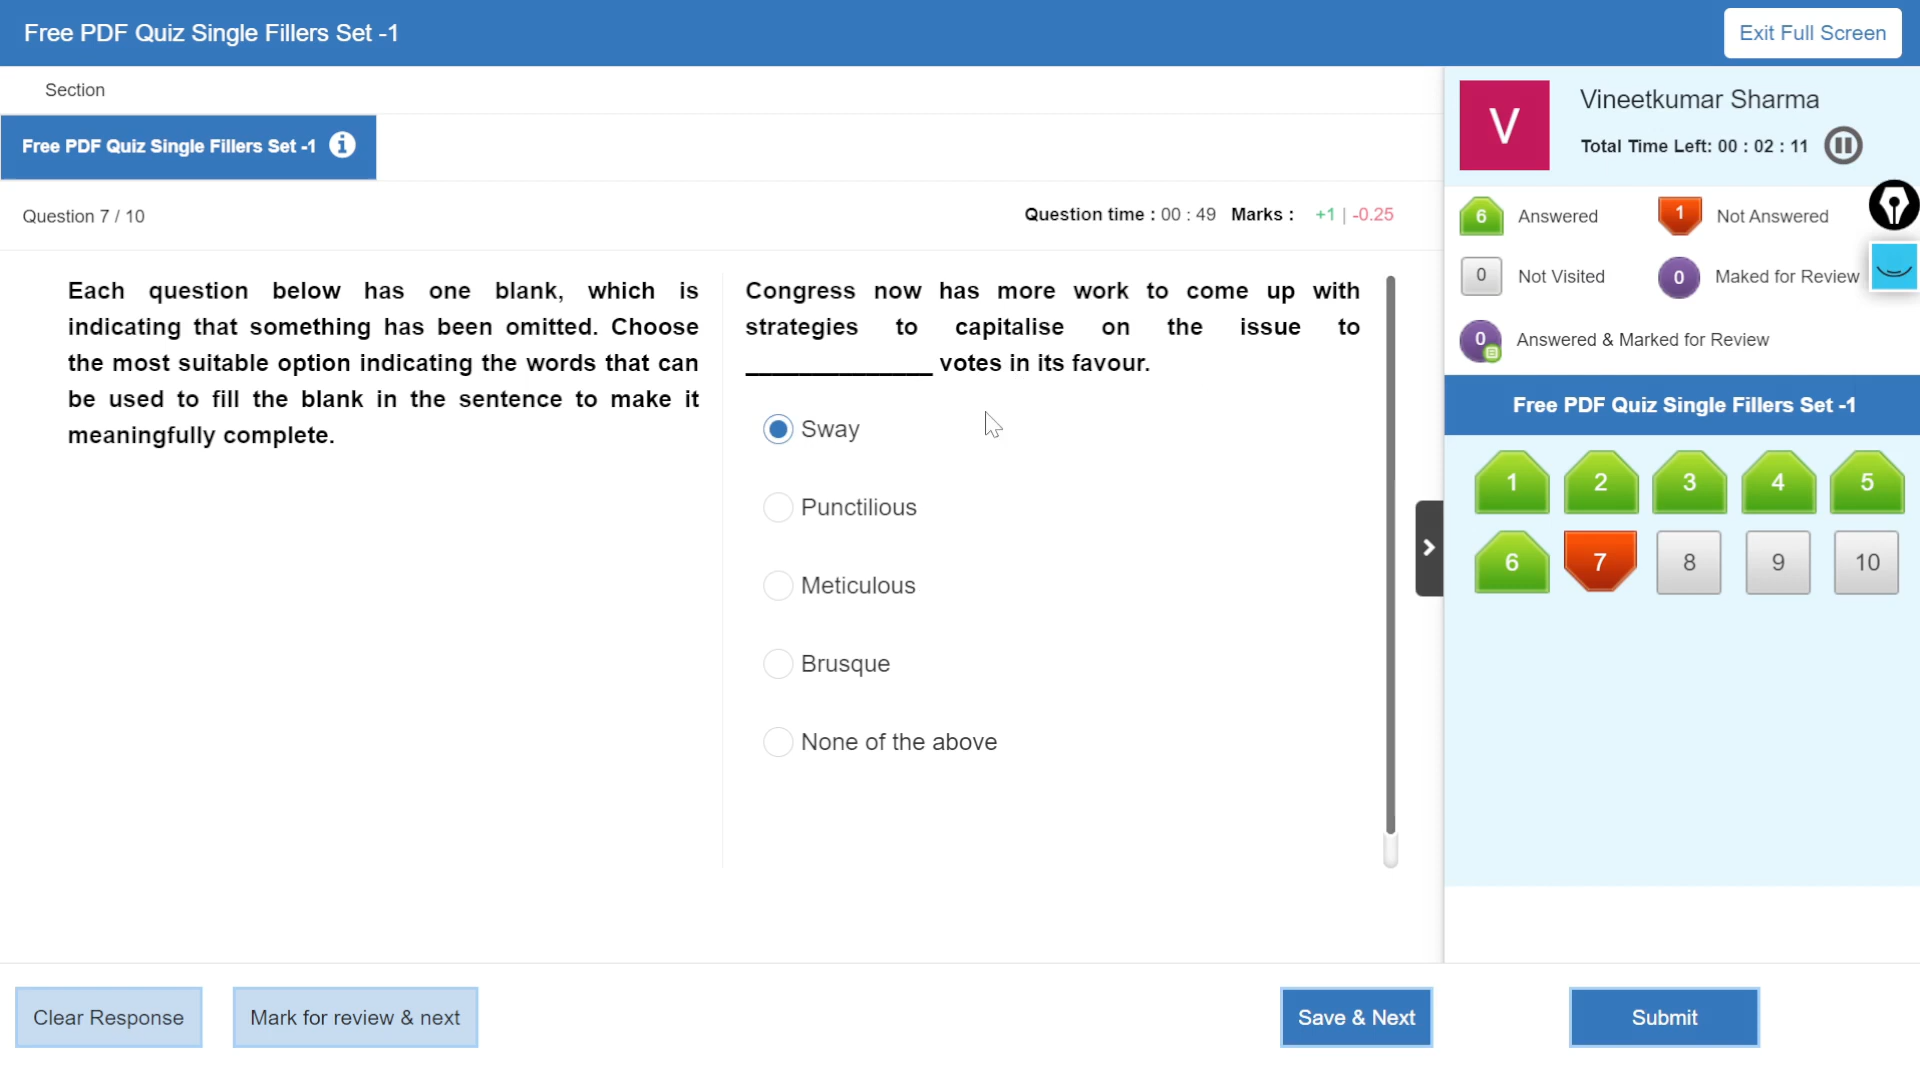 Free PDF Quiz Single Fillers Set -1
Exit Full Screen
Section
Free PDF Quiz Single Fillers Set -1
Question 7 / 10
Question time : 00 : 49 Marks : +1 | -0.25
Each question below has one blank, which is
indicating that something has been omitted. Choose
the most suitable option indicating the words that can
be used to fill the blank in the sentence to make it
meaningfully complete.
Congress now has more work to come up with
strategies to capitalise on the issue to
______________ votes in its favour.
Sway
Punctilious
Meticulous
Brusque
None of the above
Clear Response
Mark for review & next
Save & Next
V
Vineetkumar Sharma
Total Time Left: 00 : 02 : 11
6 Answered
1 Not Answered
0 Not Visited
0 Maked for Review
0 Answered & Marked for Review
Free PDF Quiz Single Fillers Set -1
1 2 3 4 5
6 7 8 9 10
Submit